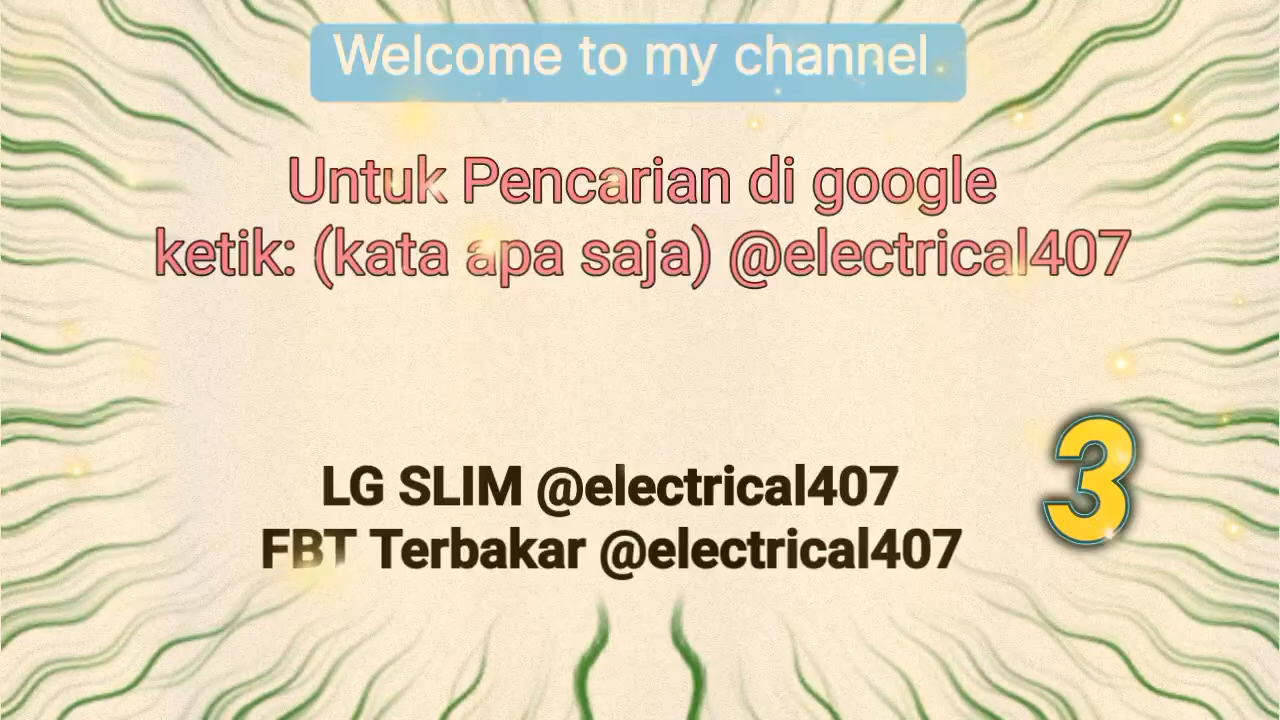 Welcome to my channel
Untuk Pencarian di google
ketik: (kata apa saja) @electrical407
LG SLIM @electrical407
FBT Terbakar @electrical407
3